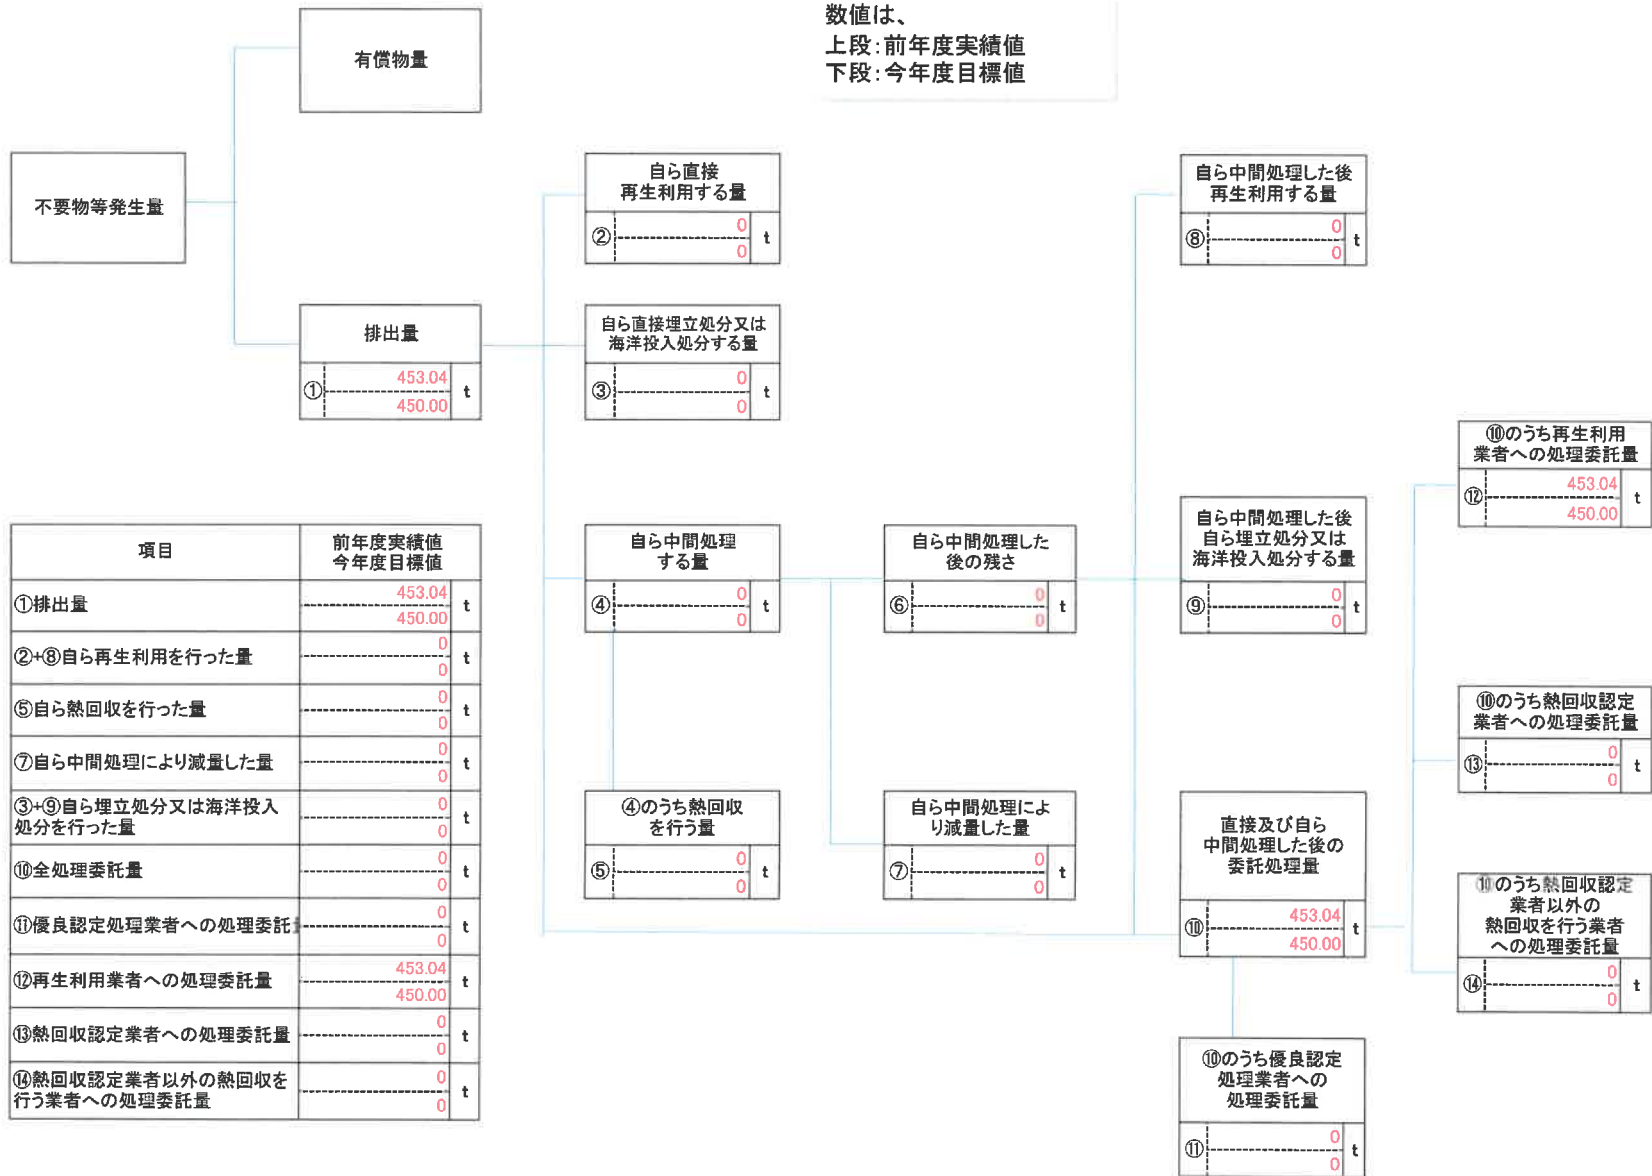 数値は、
上段:前年度実績値
下段:今年度目標値
有償物量
不要物等発生量
排出量
① 453.04 t
450.00
自ら直接
再生利用する量
② 0 t
0
自ら直接埋立処分又は
海洋投入処分する量
③ 0 t
0
自ら中間処理
する量
④ 0 t
0
④のうち熱回収
を行う量
⑤ 0 t
0
自ら中間処理した
後の残さ
⑥ 0 t
0
自ら中間処理によ
り減量した量
⑦ 0 t
0
自ら中間処理した後
再生利用する量
⑧ 0 t
0
自ら中間処理した後
自ら埋立処分又は
海洋投入処分する量
⑨ 0 t
0
直接及び自ら
中間処理した後の
委託処理量
⑩ 453.04 t
450.00
⑩のうち優良認定
処理業者への
処理委託量
⑪ 0 t
0
⑩のうち再生利用
業者への処理委託量
⑫ 453.04 t
450.00
⑩のうち熱回収認定
業者への処理委託量
⑬ 0 t
0
⑩のうち熱回収認定
業者以外の
熱回収を行う業者
への処理委託量
⑭ 0 t
0
項目 前年度実績値
今年度目標値
①排出量 453.04 t
450.00
②+⑧自ら再生利用を行った量 0 t
0
⑤自ら熱回収を行った量 0 t
0
⑦自ら中間処理により減量した量 0 t
0
③+⑨自ら埋立処分又は海洋投入
処分を行った量 0 t
0
⑩全処理委託量 0 t
0
⑪優良認定処理業者への処理委託 0 t
0
⑫再生利用業者への処理委託量 453.04 t
450.00
⑬熱回収認定業者への処理委託量 0 t
0
⑭熱回収認定業者以外の熱回収を
行う業者への処理委託量 0 t
0